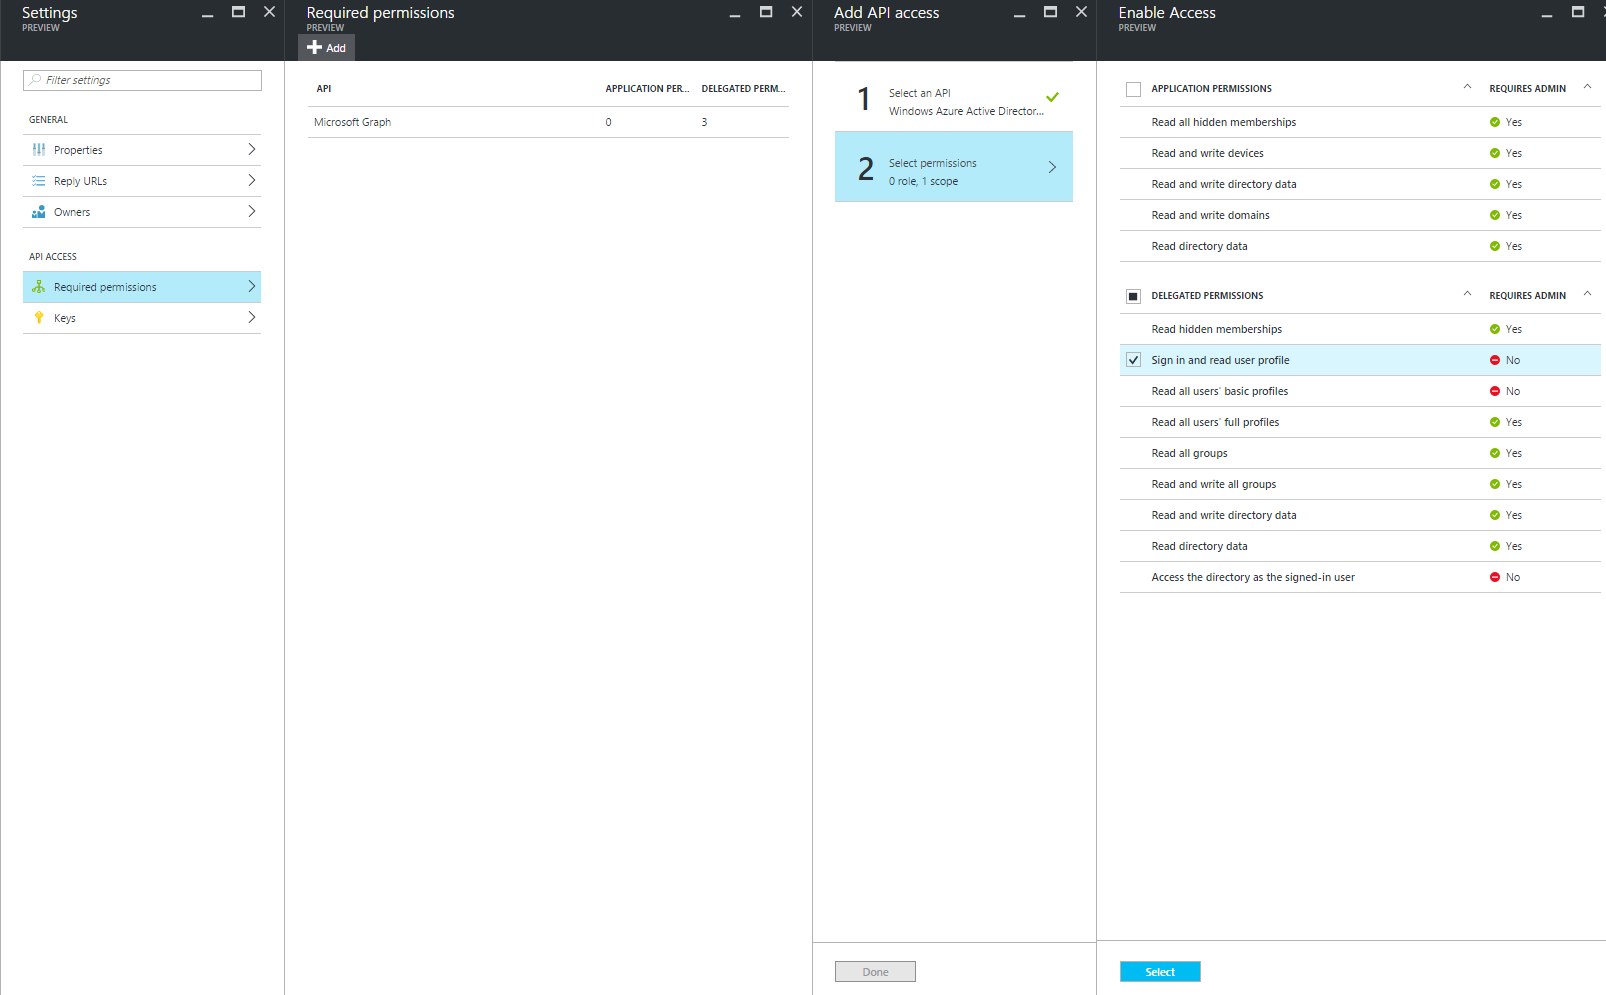 Settings
PREVIEW
Filter settings
GENERAL
Properties
Reply URLs
Owners
API ACCESS
Required permissions
Keys
Required permissions
PREVIEW
Add
API APPLICATION PER... DELEGATED PERM...
Microsoft Graph 0 3
Add API access
PREVIEW
1 Select an API
Windows Azure Active Director...
2 Select permissions
0 role, 1 scope
Done
Enable Access
PREVIEW
APPLICATION PERMISSIONS REQUIRES ADMIN
Read all hidden memberships Yes
Read and write devices Yes
Read and write directory data Yes
Read and write domains Yes
Read directory data Yes
DELEGATED PERMISSIONS REQUIRES ADMIN
Read hidden memberships Yes
Sign in and read user profile No
Read all users' basic profiles No
Read all users' full profiles Yes
Read all groups Yes
Read and write all groups Yes
Read and write directory data Yes
Read directory data Yes
Access the directory as the signed-in user No
Select